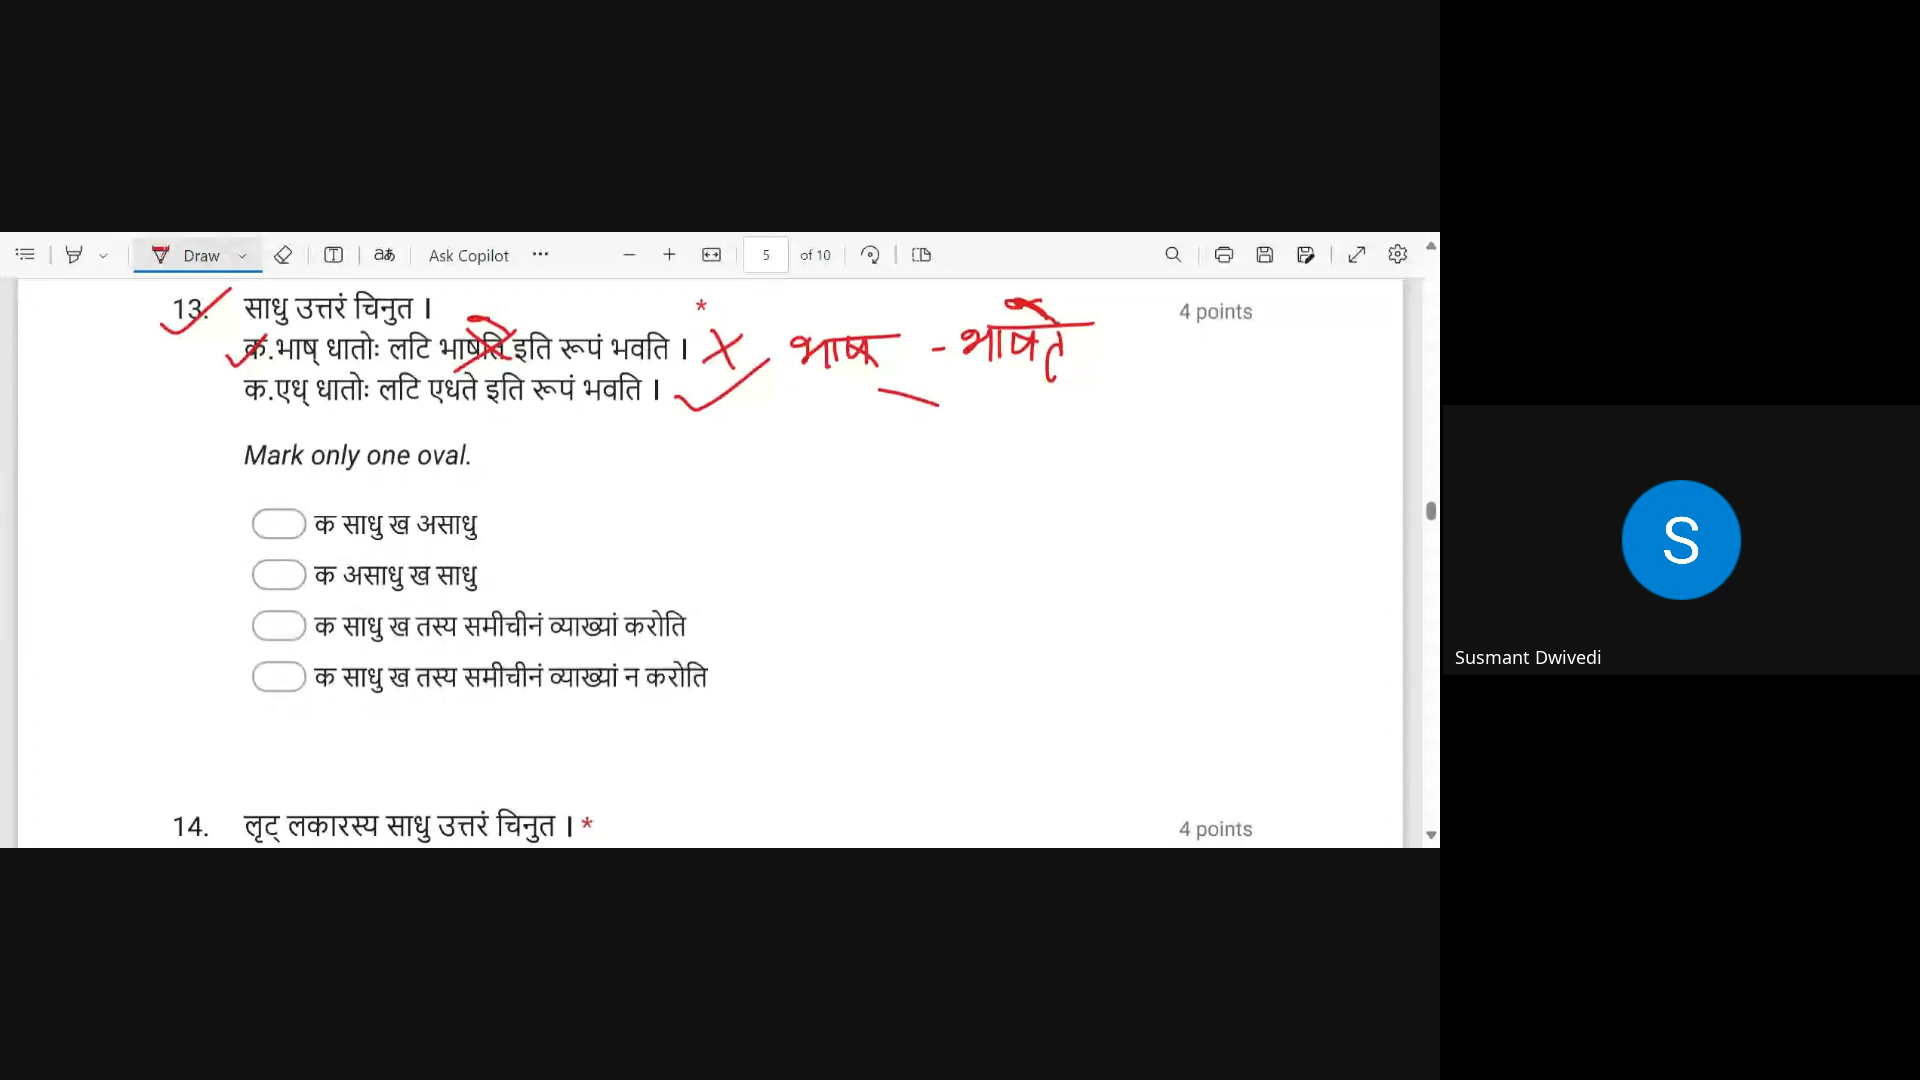 Draw
Ask Copilot
5 of 10
13. साधु उत्तरं चिनुत । * 4 points
क.भाष् धातोः लटि भाषति इति रूपं भवति । X भाष् - भाषते
क.एध् धातोः लटि एधते इति रूपं भवति ।
Mark only one oval.
क साधु ख असाधु
क असाधु ख साधु
क साधु ख तस्य समीचीनं व्याख्यां करोति
क साधु ख तस्य समीचीनं व्याख्यां न करोति
14. लृट् लकारस्य साधु उत्तरं चिनुत । * 4 points
S
Susmant Dwivedi